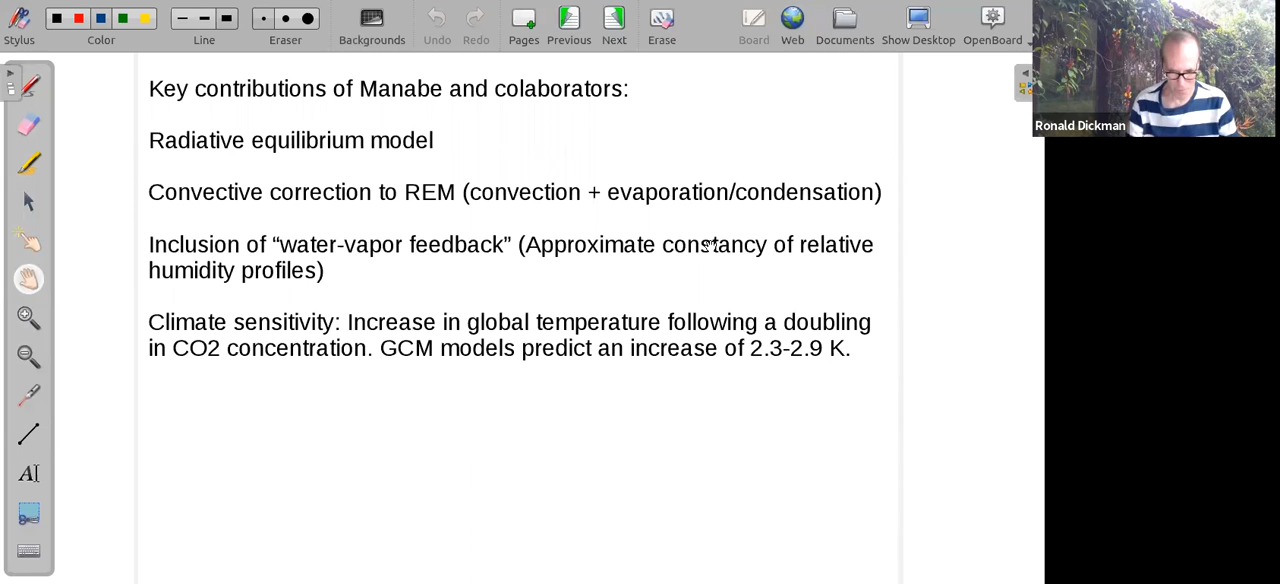 Stylus
Color
Line
Eraser
Backgrounds
Undo
Redo
Pages
Previous
Next
Erase
Board
Web
Documents
Show Desktop
OpenBoard
Ronald Dickman
Key contributions of Manabe and colaborators:
Radiative equilibrium model
Convective correction to REM (convection + evaporation/condensation)
Inclusion of “water-vapor feedback” (Approximate constancy of relative
humidity profiles)
Climate sensitivity: Increase in global temperature following a doubling
in CO2 concentration. GCM models predict an increase of 2.3-2.9 K.
A